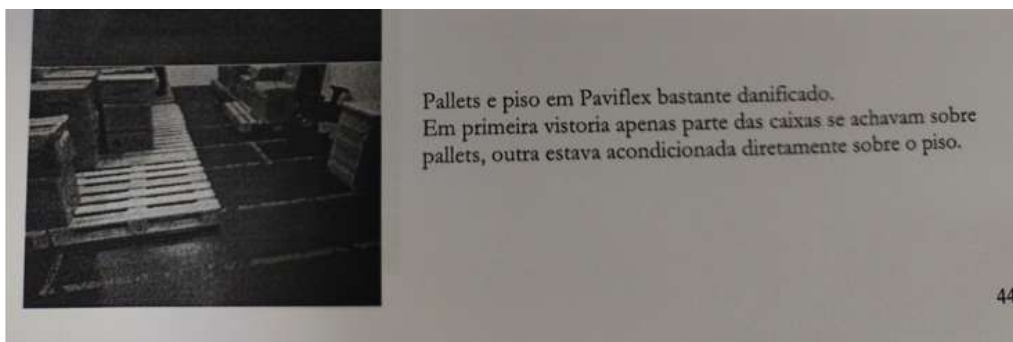 Pallets e piso em Paviflex bastante danificado.
Em primeira vistoria apenas parte das caixas se achavam sobre
pallets, outra estava acondicionada diretamente sobre o piso.
44